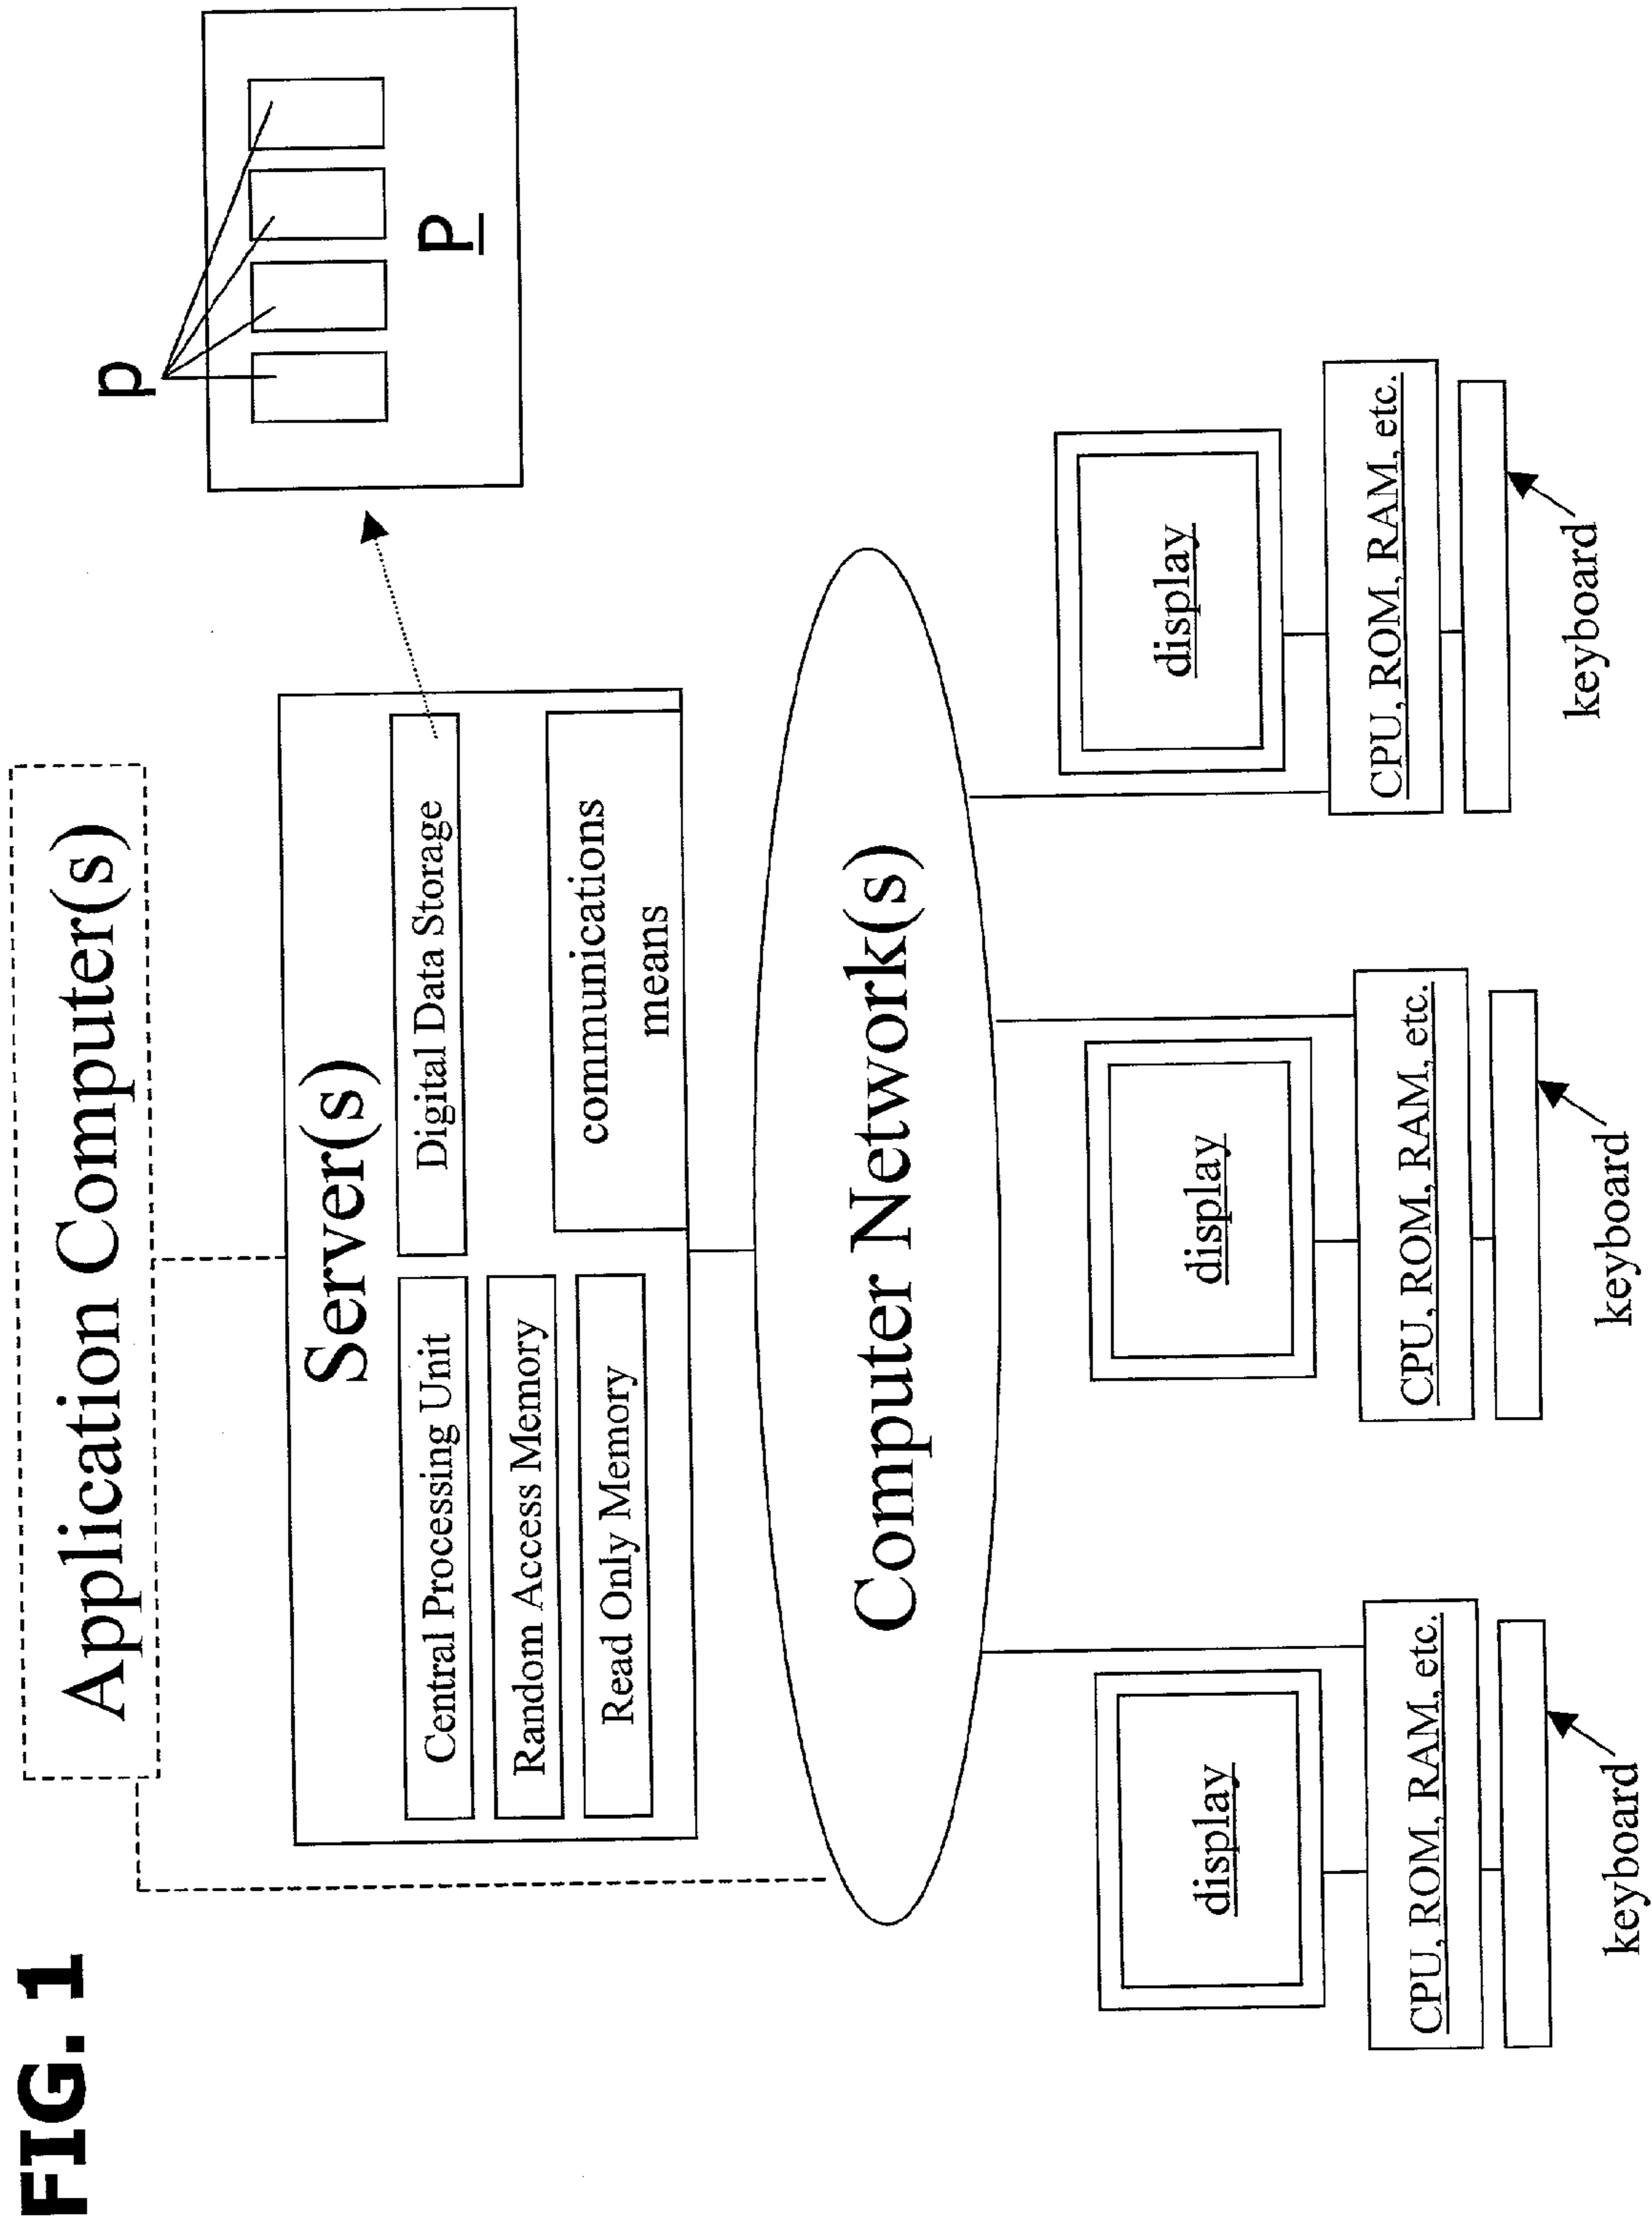 FIG. 1
Application Computer(s)
p
P
Server(s)
Central Processing Unit
Digital Data Storage
Random Access Memory
Read Only Memory
communications
means
Computer Network(s)
display
display
display
CPU, ROM, RAM, etc.
CPU, ROM, RAM, etc.
CPU, ROM, RAM, etc.
keyboard
keyboard
keyboard